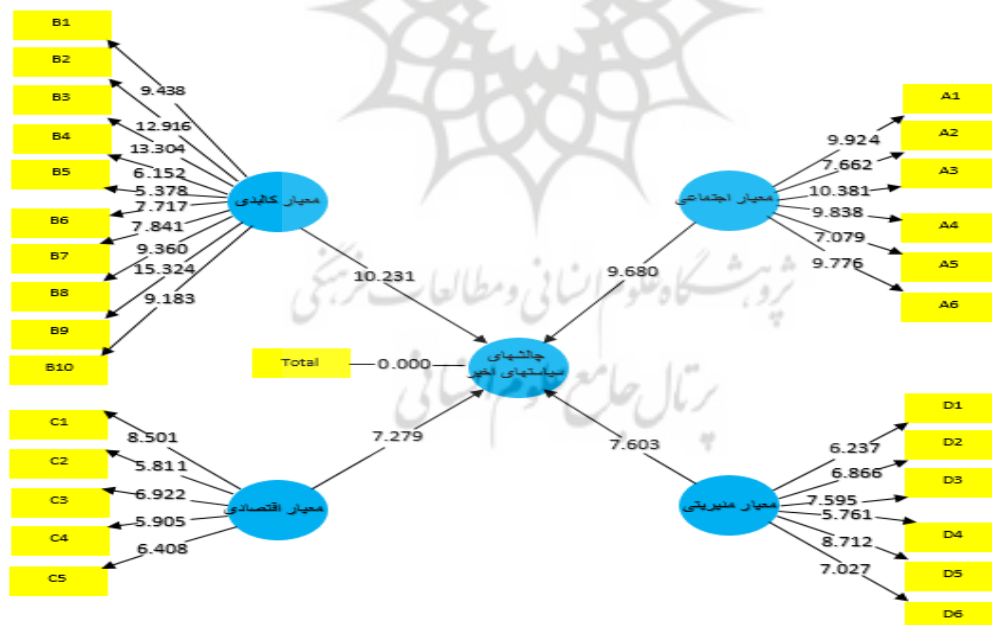 B1
B2
B3
B4
B5
B6
B7
B8
B9
B10
9.438
12.916
13.304
6.152
5.378
7.717
7.841
9.360
15.324
9.183
معیار کالبدی
10.231
A1
A2
A3
A4
A5
A6
9.924
7.662
10.381
9.838
7.079
9.776
معیار اجتماعی
9.680
پژوهشگاه علوم انسانی و مطالعات فرهنگی
پرتال جامع علوم انسانی
Total
0.000
چالشهای
سیاستهای اخیر
C1
C2
C3
C4
C5
8.501
5.811
6.922
5.905
6.408
معیار اقتصادی
7.279
D1
D2
D3
D4
D5
D6
6.237
6.866
7.595
5.761
8.712
7.027
معیار مدیریتی
7.603